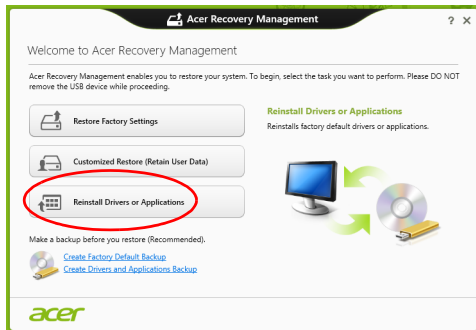 Acer Recovery Management
? X
Welcome to Acer Recovery Management
Acer Recovery Management enables you to restore your system. To begin, select the task you want to perform. Please DO NOT
remove the USB device while proceeding.
Restore Factory Settings
Customized Restore (Retain User Data)
Reinstall Drivers or Applications
Reinstall Drivers or Applications
Reinstalls factory default drivers or applications.
Make a backup before you restore (Recommended).
Create Factory Default Backup
Create Drivers and Applications Backup
acer